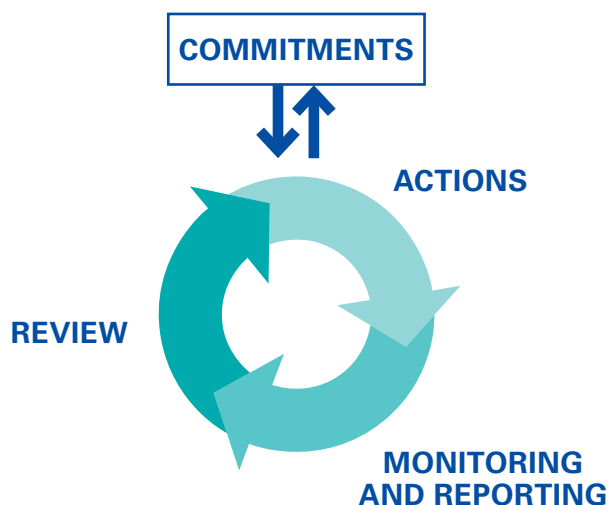 COMMITMENTS
ACTIONS
REVIEW
MONITORING
AND REPORTING